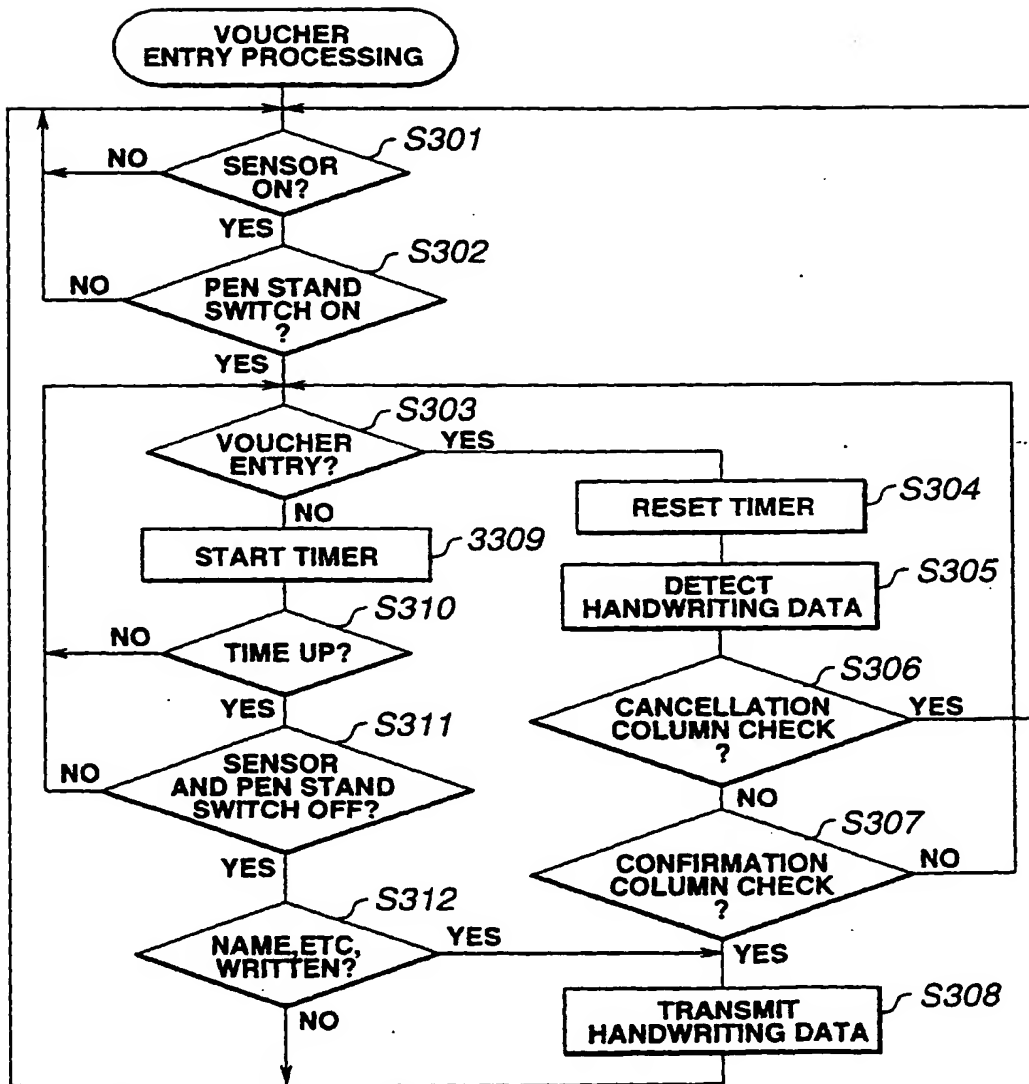 VOUCHER
ENTRY PROCESSING
S301
NO
SENSOR
ON?
YES
S302
NO
PEN STAND
SWITCH ON
?
YES
S303
VOUCHER
ENTRY?
YES
NO
S304
RESET TIMER
START TIMER
3309
S305
DETECT
HANDWRITING DATA
S310
NO
TIME UP?
YES
S306
CANCELLATION
COLUMN CHECK
?
YES
NO
S311
SENSOR
AND PEN STAND
SWITCH OFF?
NO
YES
S307
CONFIRMATION
COLUMN CHECK
?
NO
YES
S312
NAME,ETC,
WRITTEN?
YES
NO
S308
TRANSMIT
HANDWRITING DATA